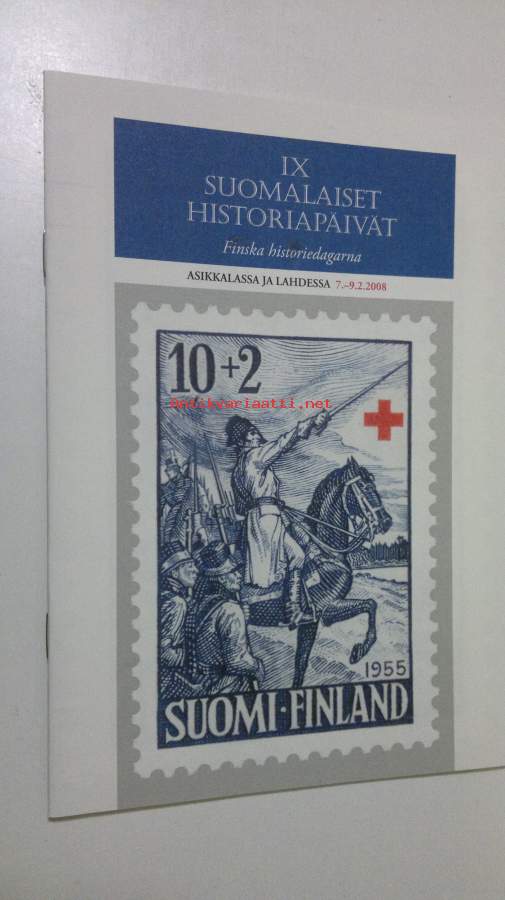 IX
SUOMALAISET
HISTORIAPÄIVÄT
Finska historiedagarna
ASIKKALASSA JA LAHDESSA 7.–9.2.2008
10+2
Antikvariaatti.net
1955
SUOMI·FINLAND